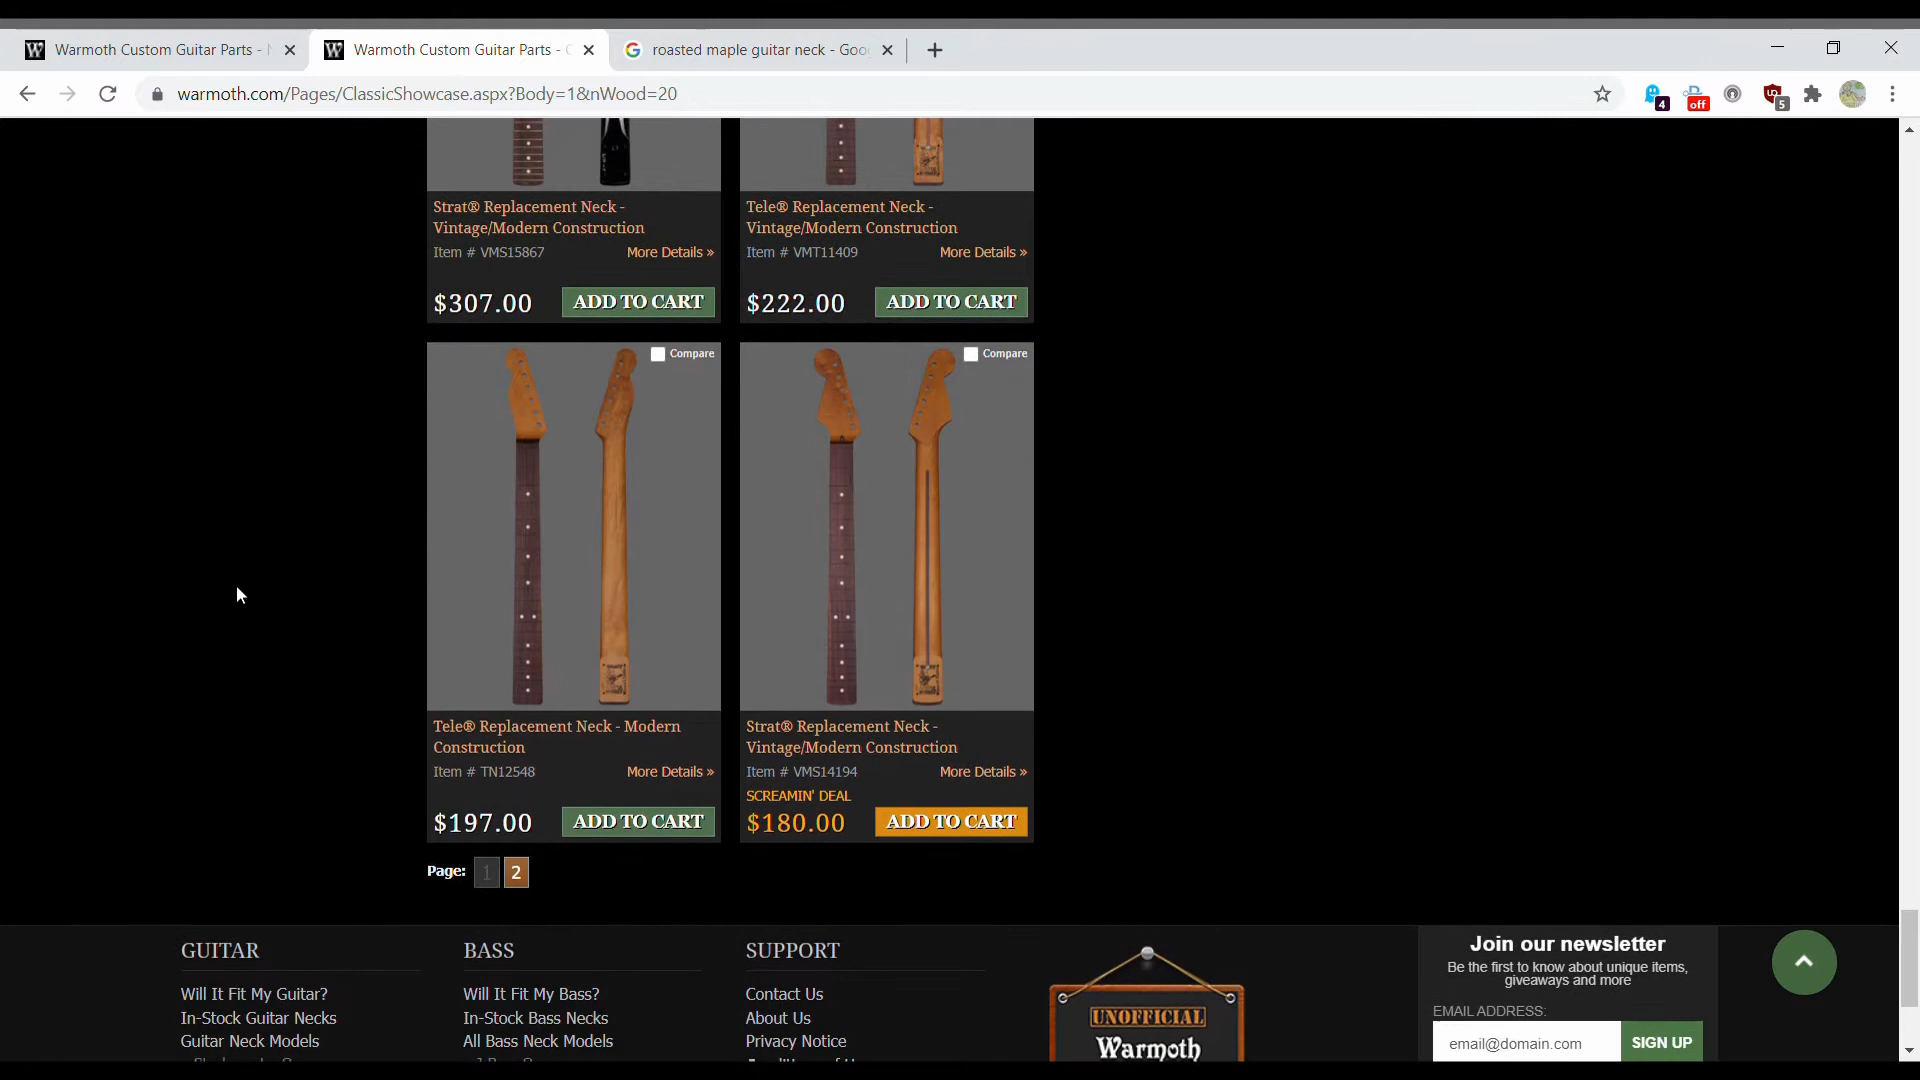 Warmoth Custom Guitar Parts -
Warmoth Custom Guitar Parts -
roasted maple guitar neck - Goo
warmoth.com/Pages/ClassicShowcase.aspx?Body=1&nWood=20
4
off
5
Strat® Replacement Neck -
Vintage/Modern Construction
Item # VMS15867 More Details »
$307.00 ADD TO CART
Tele® Replacement Neck -
Vintage/Modern Construction
Item # VMT11409 More Details »
$222.00 ADD TO CART
Compare
Tele® Replacement Neck - Modern
Construction
Item # TN12548 More Details »
$197.00 ADD TO CART
Compare
Strat® Replacement Neck -
Vintage/Modern Construction
Item # VMS14194 More Details »
SCREAMIN' DEAL
$180.00 ADD TO CART
Page: 1 2
GUITAR
Will It Fit My Guitar?
In-Stock Guitar Necks
Guitar Neck Models
BASS
Will It Fit My Bass?
In-Stock Bass Necks
All Bass Neck Models
SUPPORT
Contact Us
About Us
Privacy Notice
UNOFFICIAL
Warmoth
Join our newsletter
Be the first to know about unique items,
giveaways and more
EMAIL ADDRESS:
email@domain.com SIGN UP